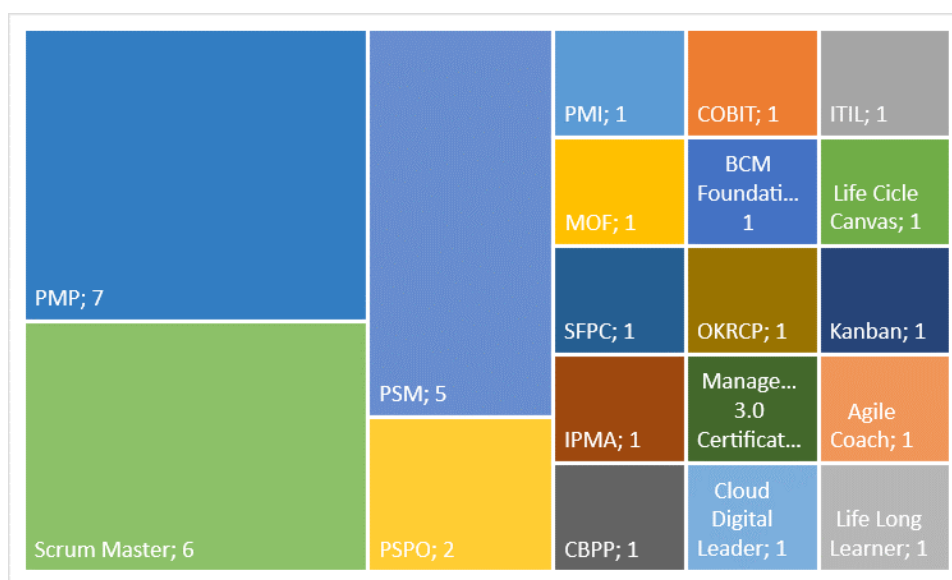 PMP; 7
Scrum Master; 6
PSM; 5
PSPO; 2
PMI; 1
COBIT; 1
ITIL; 1
MOF; 1
BCM
Foundati...
1
Life Cicle
Canvas; 1
SFPC; 1
OKRCP; 1
Kanban; 1
IPMA; 1
Manage...
3.0
Certificat...
Agile
Coach; 1
CBPP; 1
Cloud
Digital
Leader; 1
Life Long
Learner; 1